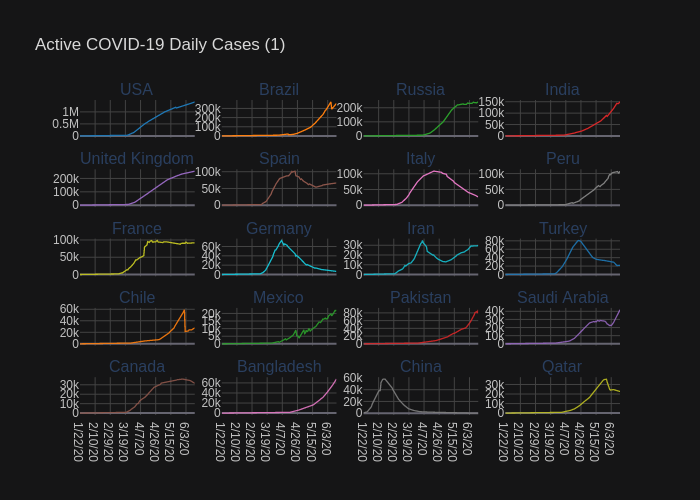 Active COVID-19 Daily Cases (1)
USA Brazil Russia India
1M 0.5M 0 300k 200k 100k 0 200k 100k 0 150k 100k 50k 0
United Kingdom Spain Italy Peru
200k 100k 0 100k 50k 0 100k 50k 0 100k 50k 0
France Germany Iran Turkey
100k 50k 0 60k 40k 20k 0 30k 20k 10k 0 80k 60k 40k 20k 0
Chile Mexico Pakistan Saudi Arabia
60k 40k 20k 0 20k 15k 10k 5k 0 80k 60k 40k 20k 0 40k 30k 20k 10k 0
Canada Bangladesh China Qatar
30k 20k 10k 0 60k 40k 20k 0 60k 40k 20k 0 30k 20k 10k 0
1/22/20 2/10/20 2/29/20 3/19/20 4/7/20 4/26/20 5/15/20 6/3/20 1/22/20 2/10/20 2/29/20 3/19/20 4/7/20 4/26/20 5/15/20 6/3/20 1/22/20 2/10/20 2/29/20 3/19/20 4/7/20 4/26/20 5/15/20 6/3/20 1/22/20 2/10/20 2/29/20 3/19/20 4/7/20 4/26/20 5/15/20 6/3/20